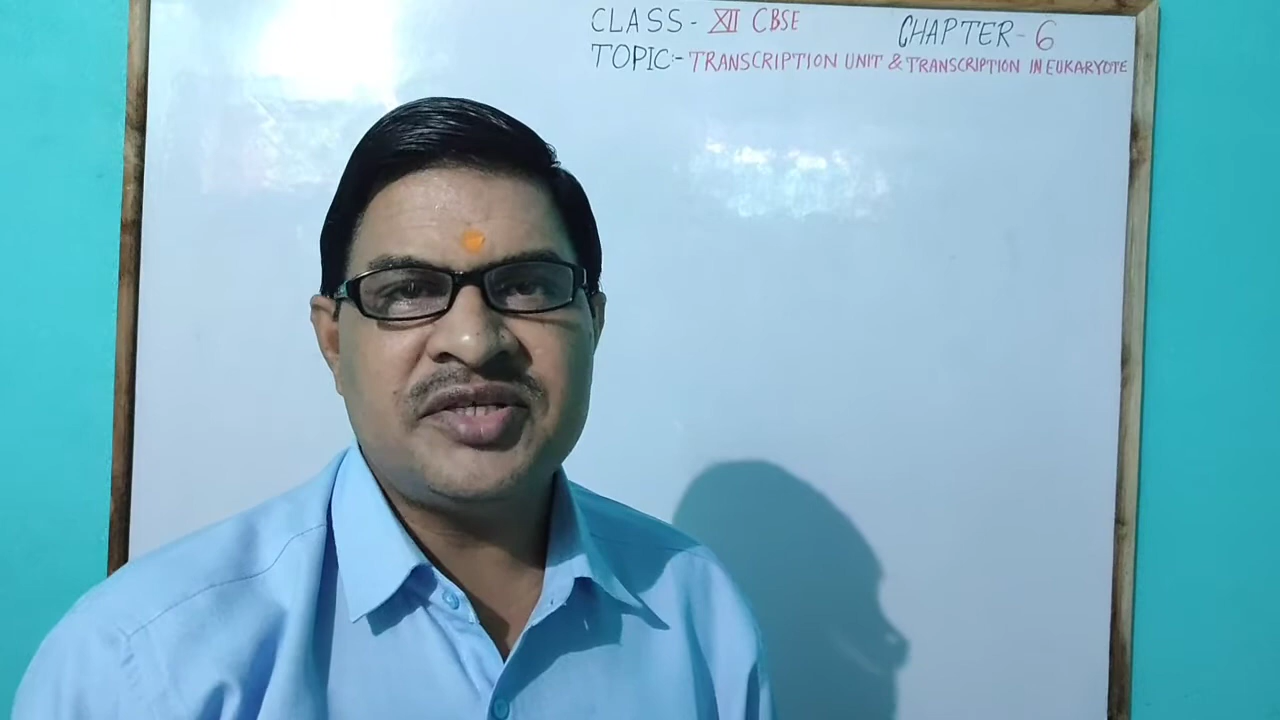 CLASS - XII CBSE CHAPTER - 6
TOPIC:- TRANSCRIPTION UNIT & TRANSCRIPTION IN EUKARYOTE